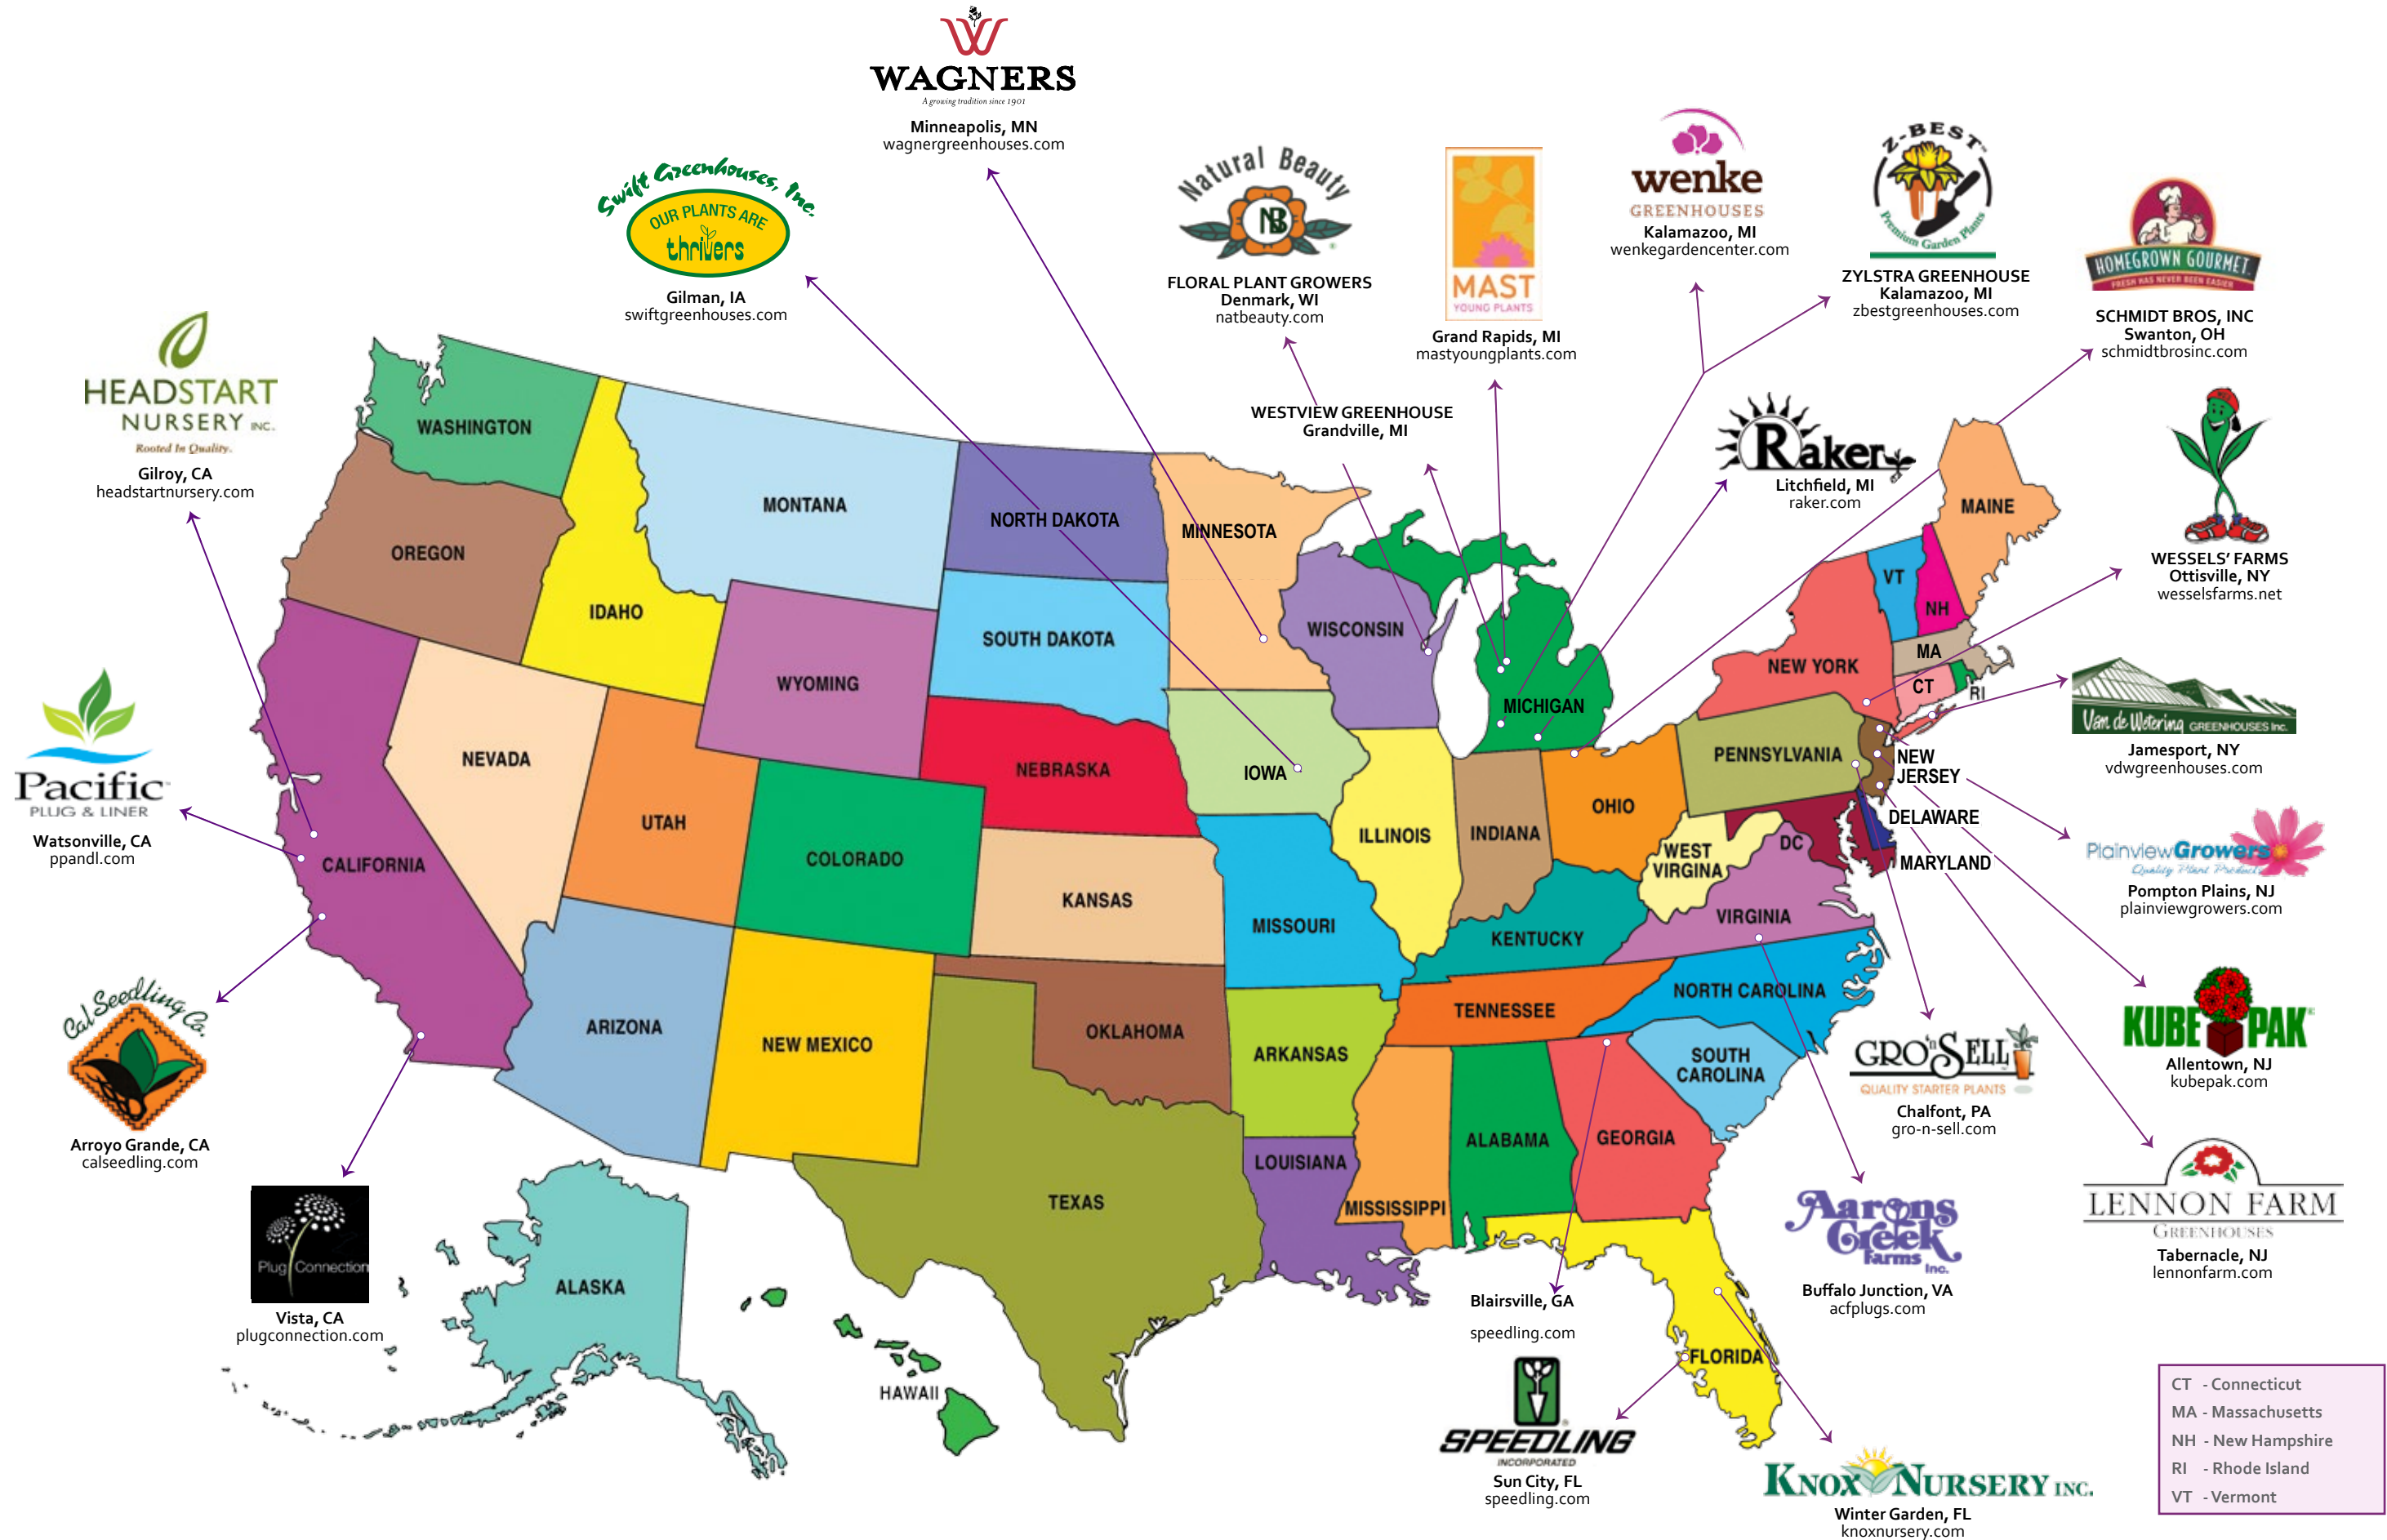 WAGNERS
A growing tradition since 1901
Minneapolis, MN
wagnergreenhouses.com
Swift Greenhouses, Inc.
OUR PLANTS ARE
thrivers
Gilman, IA
swiftgreenhouses.com
Natural Beauty
NB
FLORAL PLANT GROWERS
Denmark, WI
natbeauty.com
MAST
YOUNG PLANTS
Grand Rapids, MI
mastyoungplants.com
wenke
GREENHOUSES
Kalamazoo, MI
wenkegardencenter.com
Z-BEST
Premium Garden Plants
ZYLSTRA GREENHOUSE
Kalamazoo, MI
zbestgreenhouses.com
HOMEGROWN GOURMET
FRESH HAS NEVER BEEN EASIER
SCHMIDT BROS, INC
Swanton, OH
schmidtbrosinc.com
HEADSTART
NURSERY INC.
Rooted In Quality.
Gilroy, CA
headstartnursery.com
WESTVIEW GREENHOUSE
Grandville, MI
Raker
Litchfield, MI
raker.com
WESSELS' FARMS
Ottisville, NY
wesselsfarms.net
Pacific
PLUG & LINER
Watsonville, CA
ppandl.com
Van de Wetering GREENHOUSES Inc.
Jamesport, NY
vdwgreenhouses.com
PlainviewGrowers
Quality Plant Products
Pompton Plains, NJ
plainviewgrowers.com
Cal Seedling Co.
Arroyo Grande, CA
calseedling.com
KUBE PAK
Allentown, NJ
kubepak.com
GRO'n SELL
QUALITY STARTER PLANTS
Chalfont, PA
gro-n-sell.com
LENNON FARM
GREENHOUSES
Tabernacle, NJ
lennonfarm.com
Plug Connection
Vista, CA
plugconnection.com
Aarons
Creek
Farms Inc.
Buffalo Junction, VA
acfplugs.com
Blairsville, GA
speedling.com
SPEEDLING
INCORPORATED
Sun City, FL
speedling.com
KNOX NURSERY INC.
Winter Garden, FL
knoxnursery.com
WASHINGTON
OREGON
IDAHO
MONTANA
NORTH DAKOTA
MINNESOTA
SOUTH DAKOTA
WYOMING
WISCONSIN
MICHIGAN
MAINE
VT
NH
MA
CT
RI
NEW YORK
NEVADA
UTAH
COLORADO
NEBRASKA
IOWA
ILLINOIS
INDIANA
OHIO
PENNSYLVANIA
NEW
JERSEY
DELAWARE
MARYLAND
DC
WEST
VIRGINA
VIRGINIA
CALIFORNIA
KANSAS
MISSOURI
KENTUCKY
ARIZONA
NEW MEXICO
OKLAHOMA
ARKANSAS
TENNESSEE
NORTH CAROLINA
SOUTH
CAROLINA
TEXAS
LOUISIANA
MISSISSIPPI
ALABAMA
GEORGIA
FLORIDA
ALASKA
HAWAII
CT - Connecticut
MA - Massachusetts
NH - New Hampshire
RI - Rhode Island
VT - Vermont